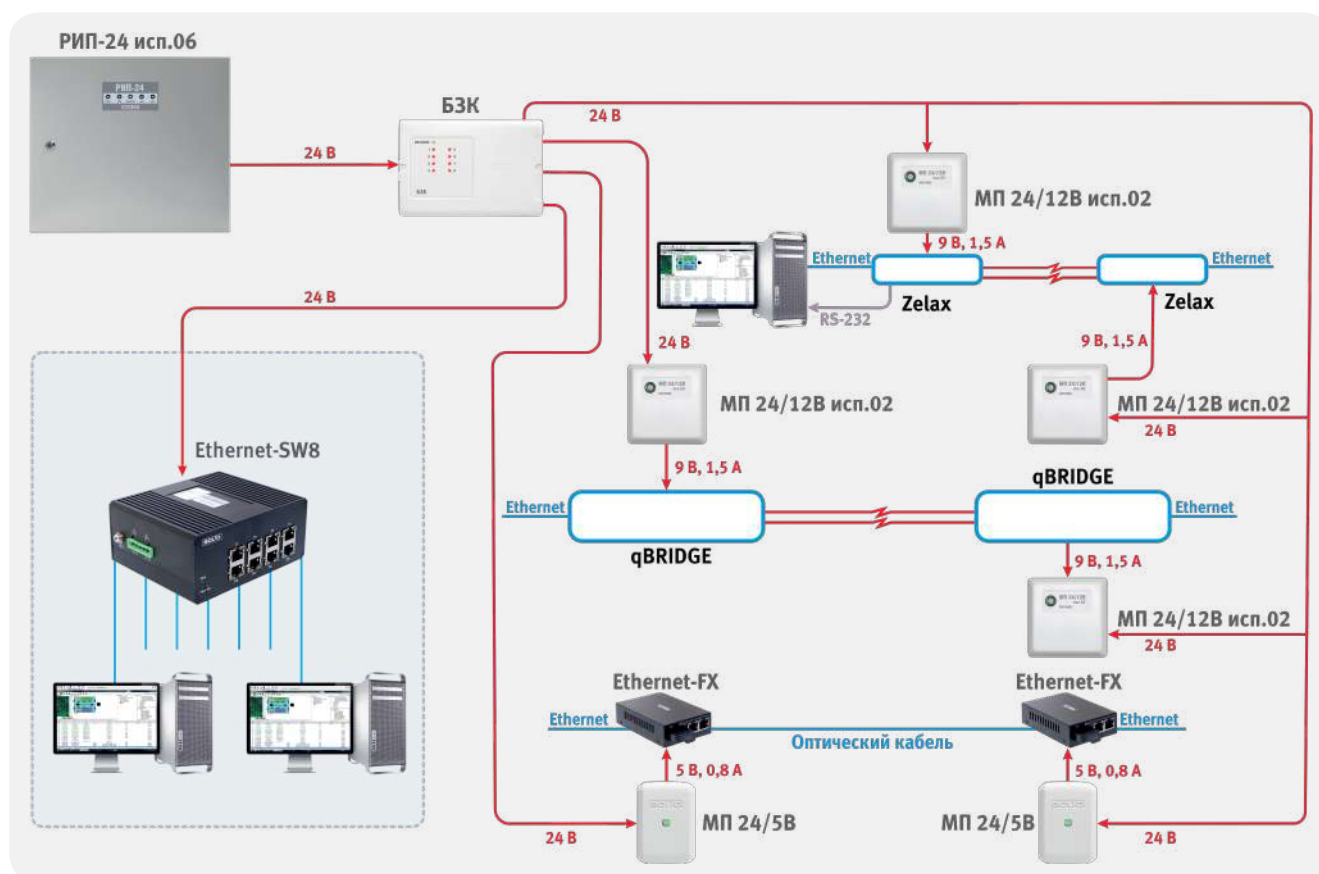 РИП-24 исп.06
РИП-24
БЗК
24 В
24 В
БЗК
МП 24/12В исп.02
9 В, 1,5 А
Ethernet
Ethernet
Zelax
Zelax
RS-232
24 В
24 В
9 В, 1,5 А
МП 24/12В исп.02
МП 24/12В исп.02
24 В
Ethernet-SW8
9 В, 1,5 А
qBRIDGE
Ethernet
Ethernet
qBRIDGE
9 В, 1,5 А
МП 24/12В исп.02
24 В
Ethernet-FX
Ethernet-FX
Ethernet
Ethernet
Оптический кабель
5 В, 0,8 А
5 В, 0,8 А
МП 24/5В
МП 24/5В
24 В
24 В